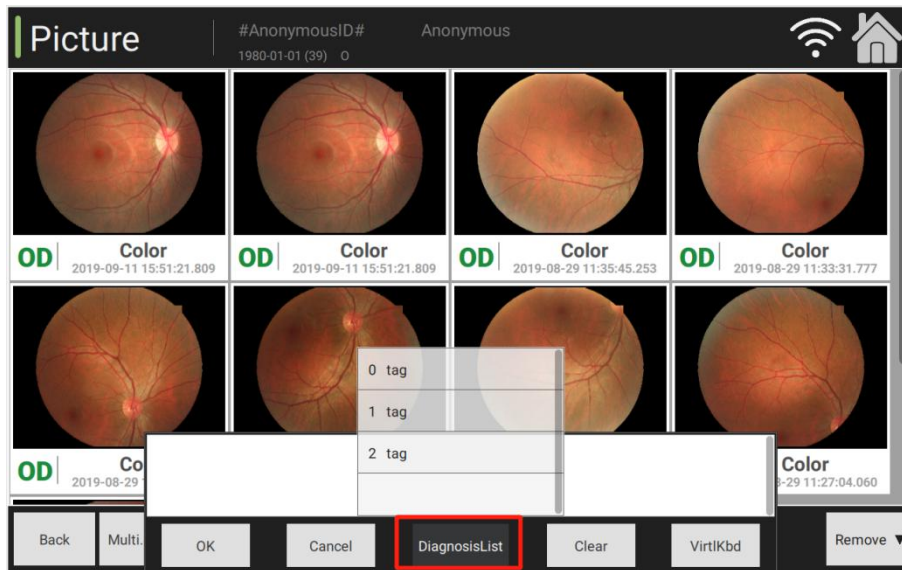 Picture
#AnonymousID# Anonymous
1980-01-01 (39) O
OD Color
2019-09-11 15:51:21.809
OD Color
2019-09-11 15:51:21.809
OD Color
2019-08-29 11:35:45.253
OD Color
2019-08-29 11:33:31.777
0 tag
1 tag
2 tag
OD Co
2019-08-29
Color
-29 11:27:04.060
Back
Multi.
OK
Cancel
DiagnosisList
Clear
VirtlKbd
Remove ▼